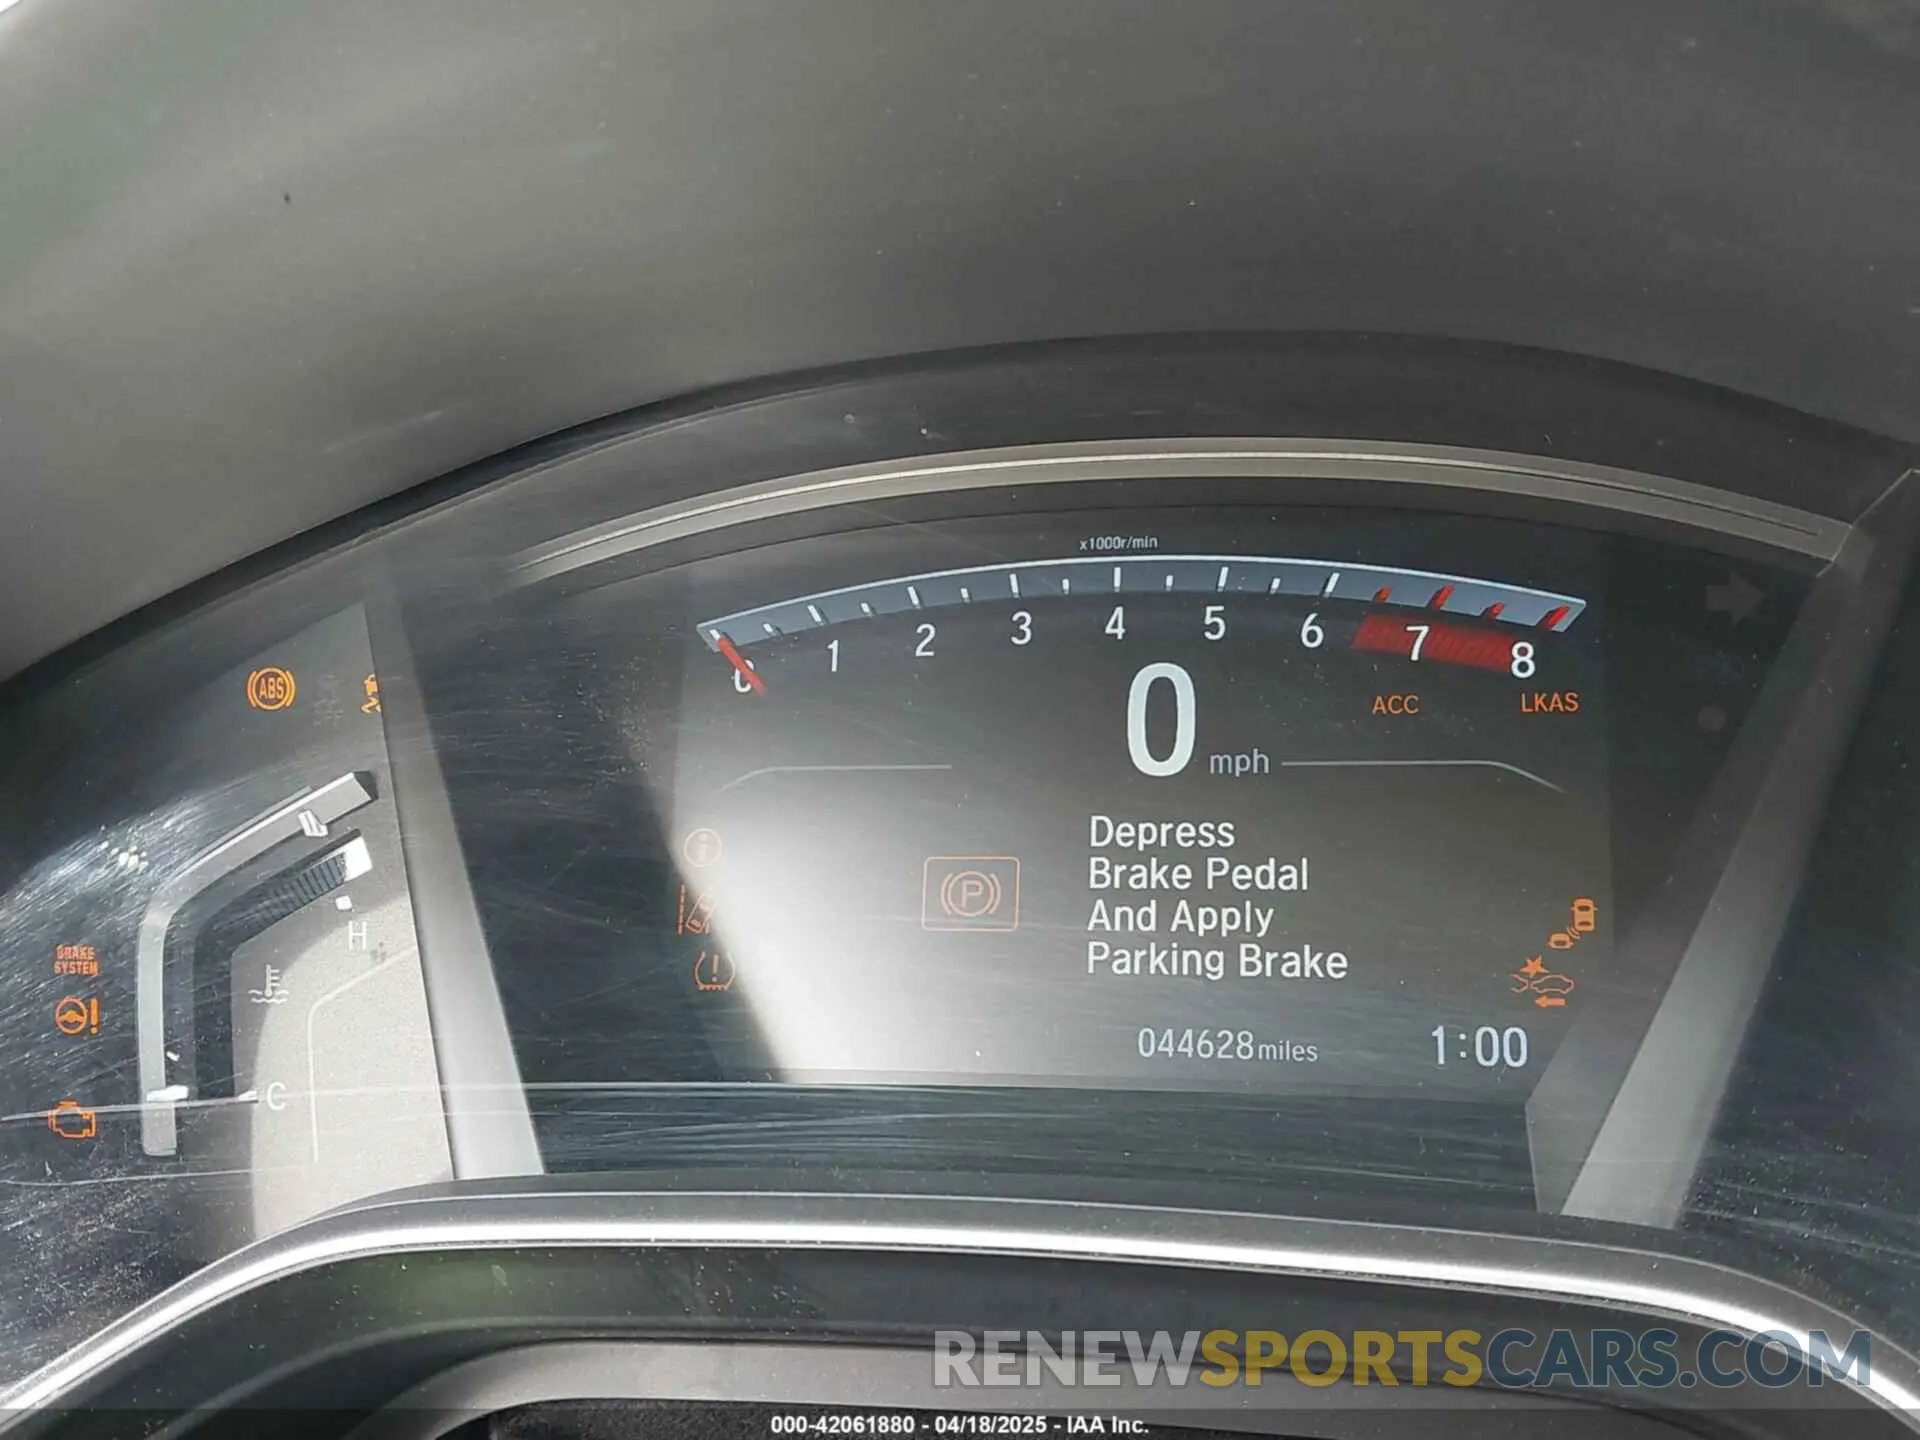 x1000r/min
1 2 3 4 5 6 7 8
ABS
0 mph
ACC LKAS
Depress
Brake Pedal
And Apply
Parking Brake
P
H
BRAKE
SYSTEM
C
044628 miles
1:00
RENEWSPORTSCARS.COM
000-42061880 - 04/18/2025 - IAA Inc.